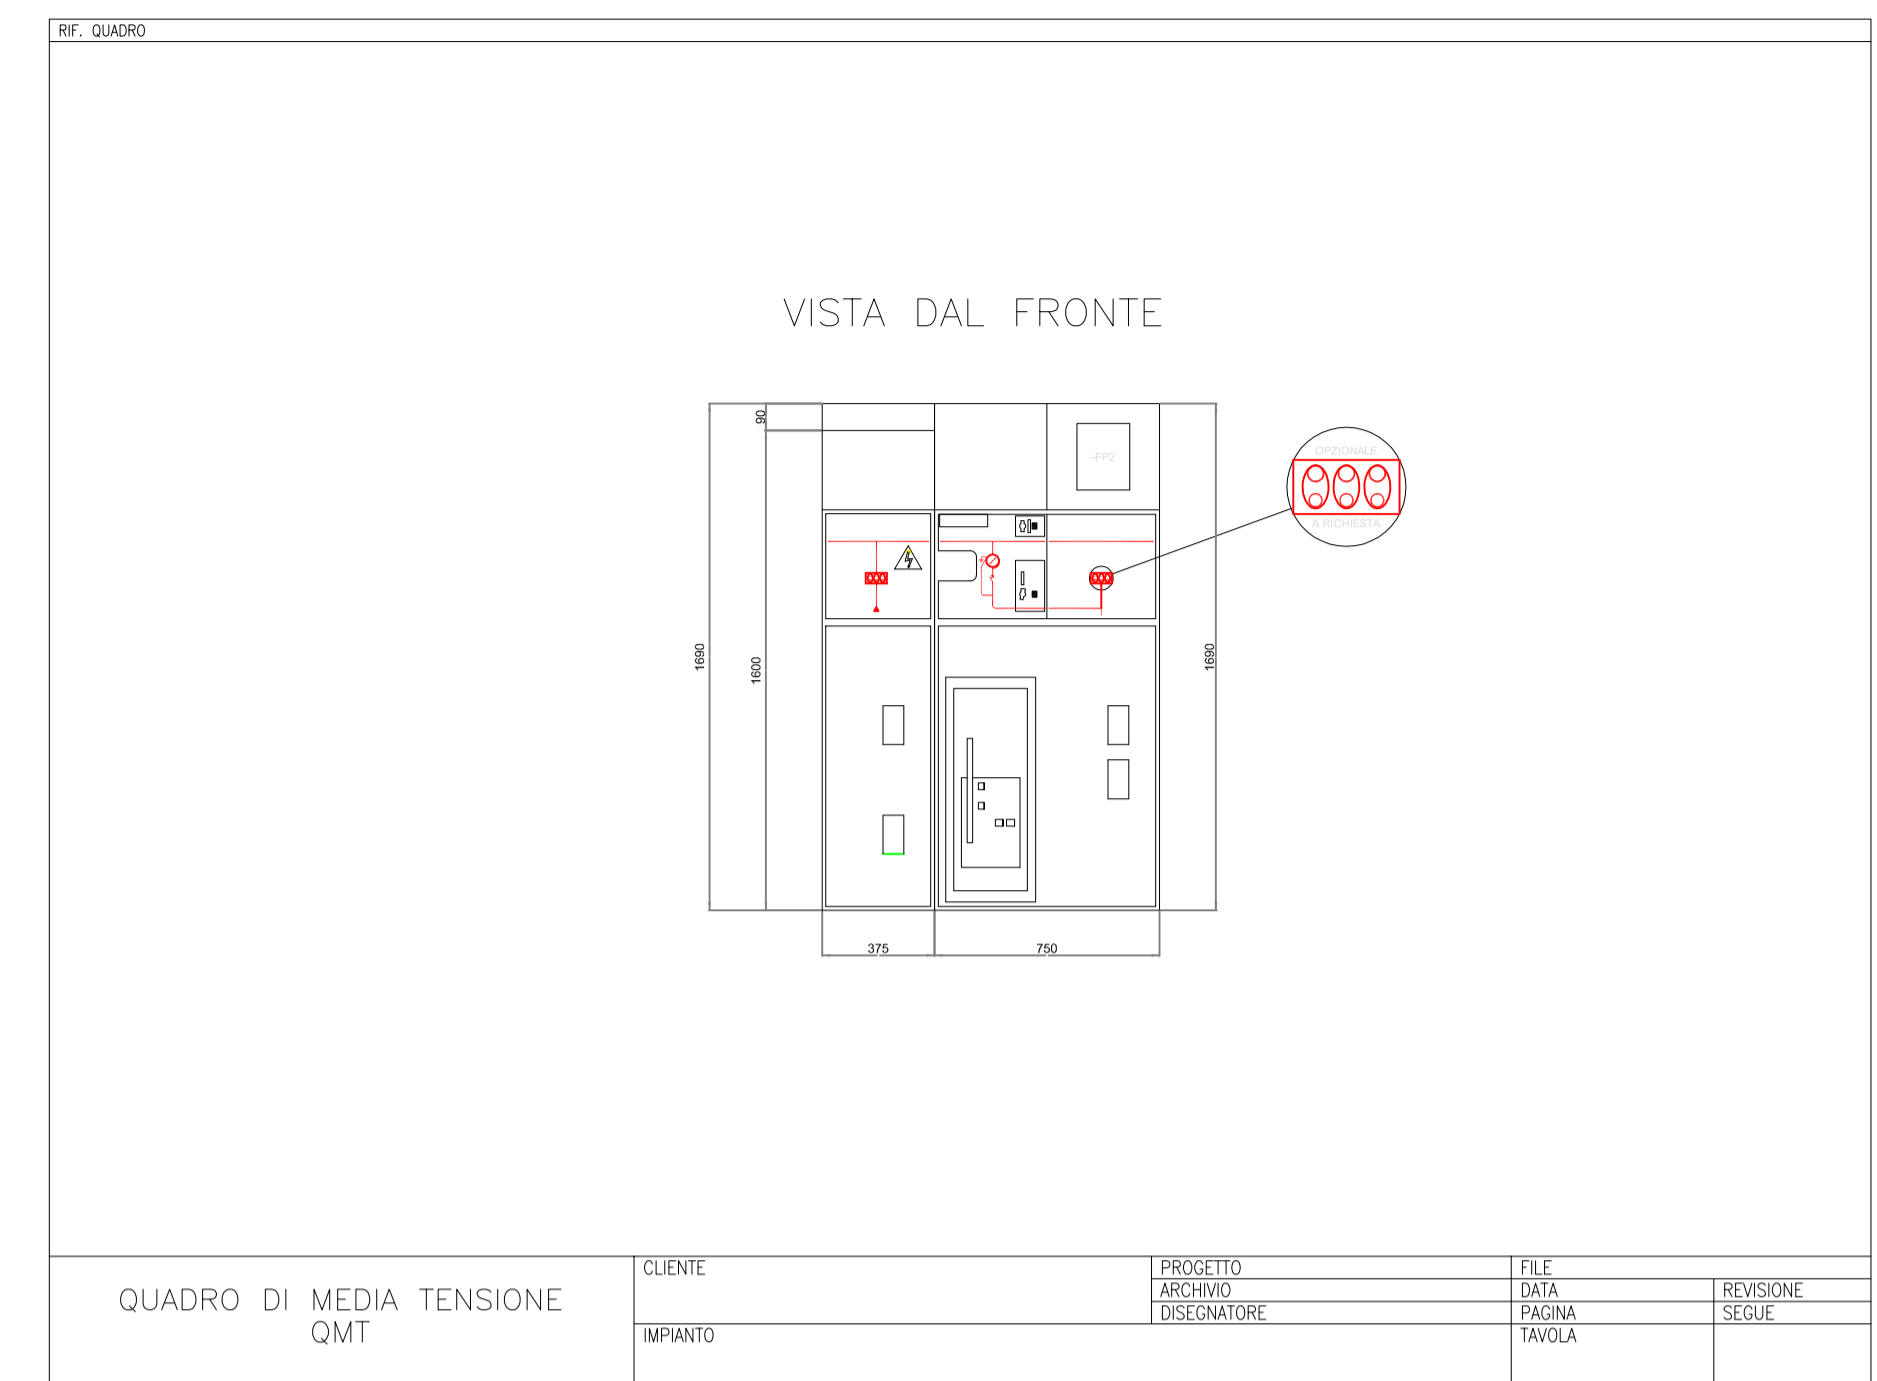 RIF. QUADRO
VISTA DAL FRONTE
90
-FP2
OPZIONALE
A RICHIESTA
1690
1600
1690
375
750
QUADRO DI MEDIA TENSIONE
QMT
CLIENTE
IMPIANTO
PROGETTO
ARCHIVIO
DISEGNATORE
FILE
DATA
REVISIONE
PAGINA
SEGUE
TAVOLA